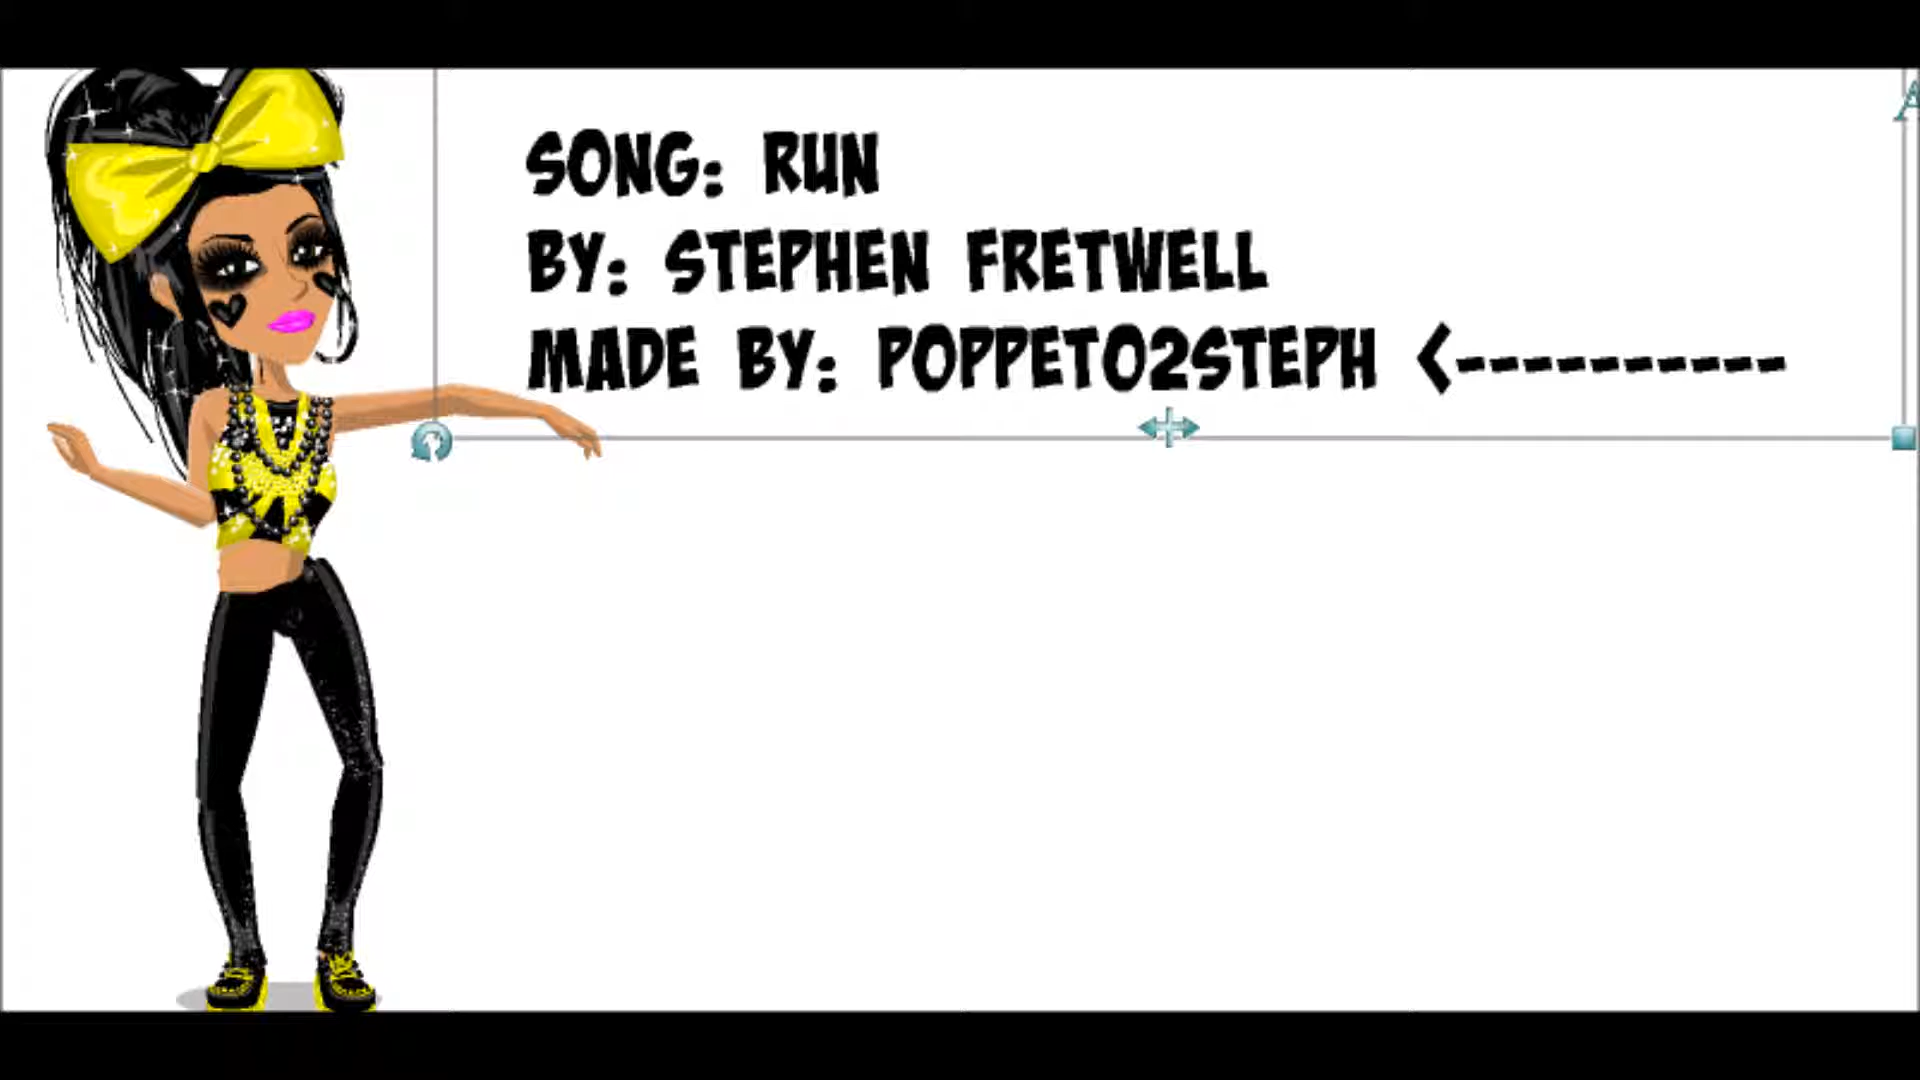 SONG: RUN
BY: STEPHEN FRETWELL
MADE BY: POPPET02STEPH <----------
A